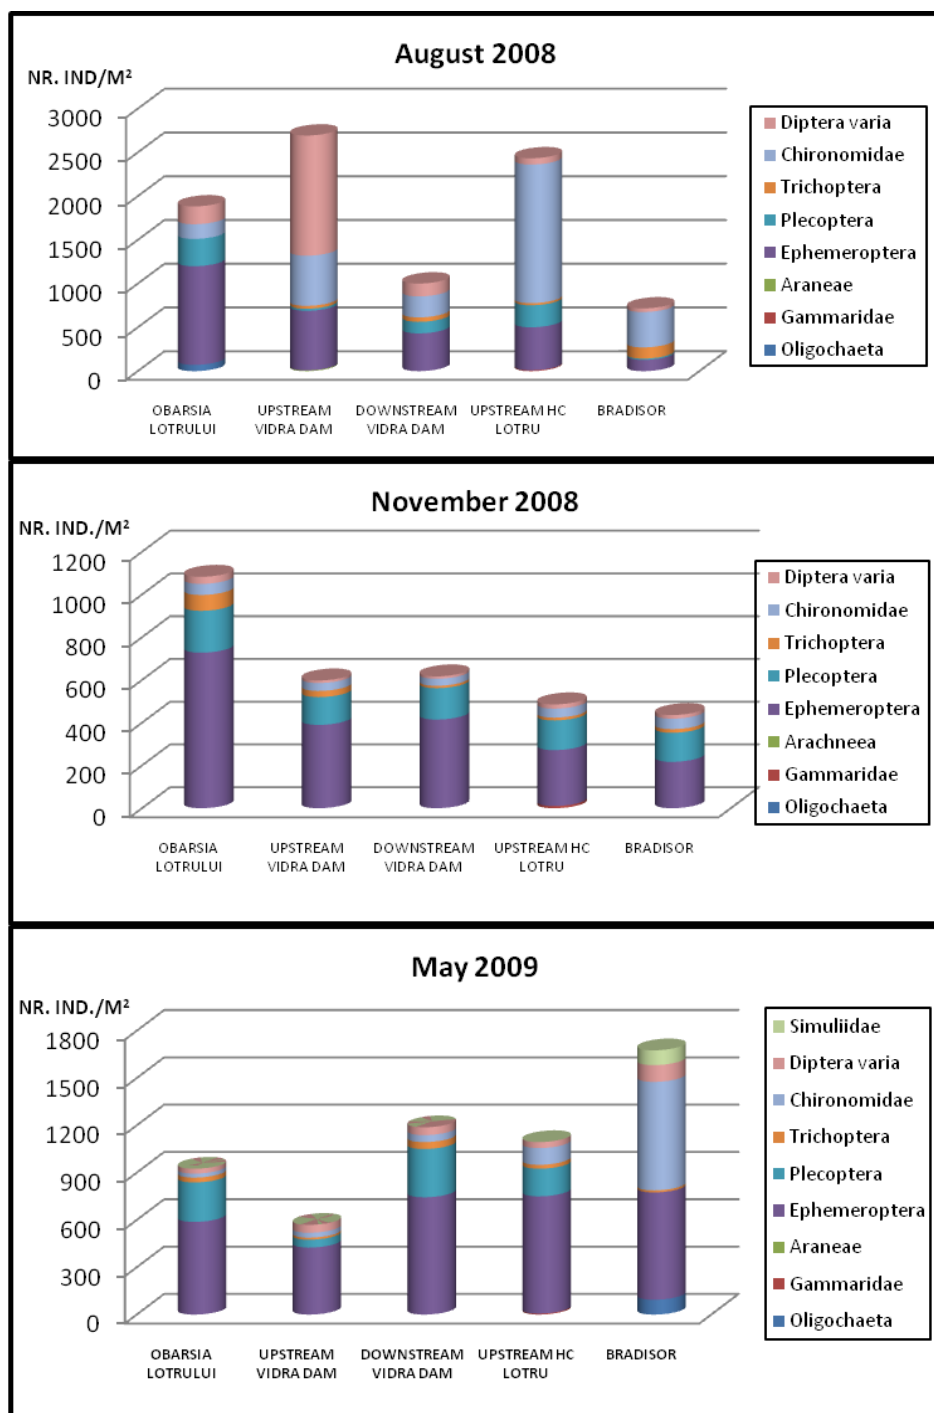 August 2008
NR. IND/M²
3000
2500
2000
1500
1000
500
0
OBARSIA
LOTRULUI
UPSTREAM
VIDRA DAM
DOWNSTREAM
VIDRA DAM
UPSTREAM HC
LOTRU
BRADISOR
Diptera varia
Chironomidae
Trichoptera
Plecoptera
Ephemeroptera
Araneae
Gammaridae
Oligochaeta
November 2008
NR. IND./M²
1200
1000
800
600
400
200
0
OBARSIA
LOTRULUI
UPSTREAM
VIDRA DAM
DOWNSTREAM
VIDRA DAM
UPSTREAM HC
LOTRU
BRADISOR
Diptera varia
Chironomidae
Trichoptera
Plecoptera
Ephemeroptera
Arachneea
Gammaridae
Oligochaeta
May 2009
NR. IND./M²
1800
1500
1200
900
600
300
0
OBARSIA
LOTRULUI
UPSTREAM
VIDRA DAM
DOWNSTREAM
VIDRA DAM
UPSTREAM HC
LOTRU
BRADISOR
Simuliidae
Diptera varia
Chironomidae
Trichoptera
Plecoptera
Ephemeroptera
Araneae
Gammaridae
Oligochaeta